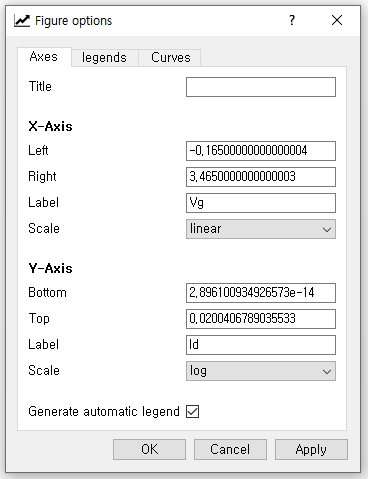 Figure options
Axes legends Curves
Title
X-Axis
Left -0,16500000000000004
Right 3,4650000000000003
Label Vg
Scale linear
Y-Axis
Bottom 2,896100934926573e-14
Top 0,0200406789035533
Label Id
Scale log
Generate automatic legend
OK Cancel Apply